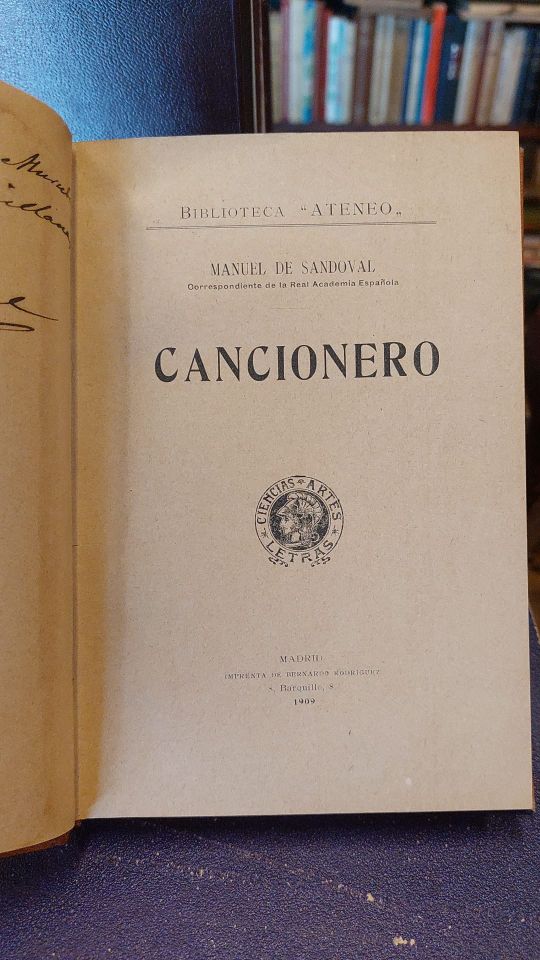 BIBLIOTECA "ATENEO„
MANUEL DE SANDOVAL
Correspondiente de la Real Academia Española
CANCIONERO
* CIENCIAS * ARTES *
LETRAS
MADRID
IMPRENTA DE BERNARDO RODRIGUEZ
8, Barquillo, 8
1909